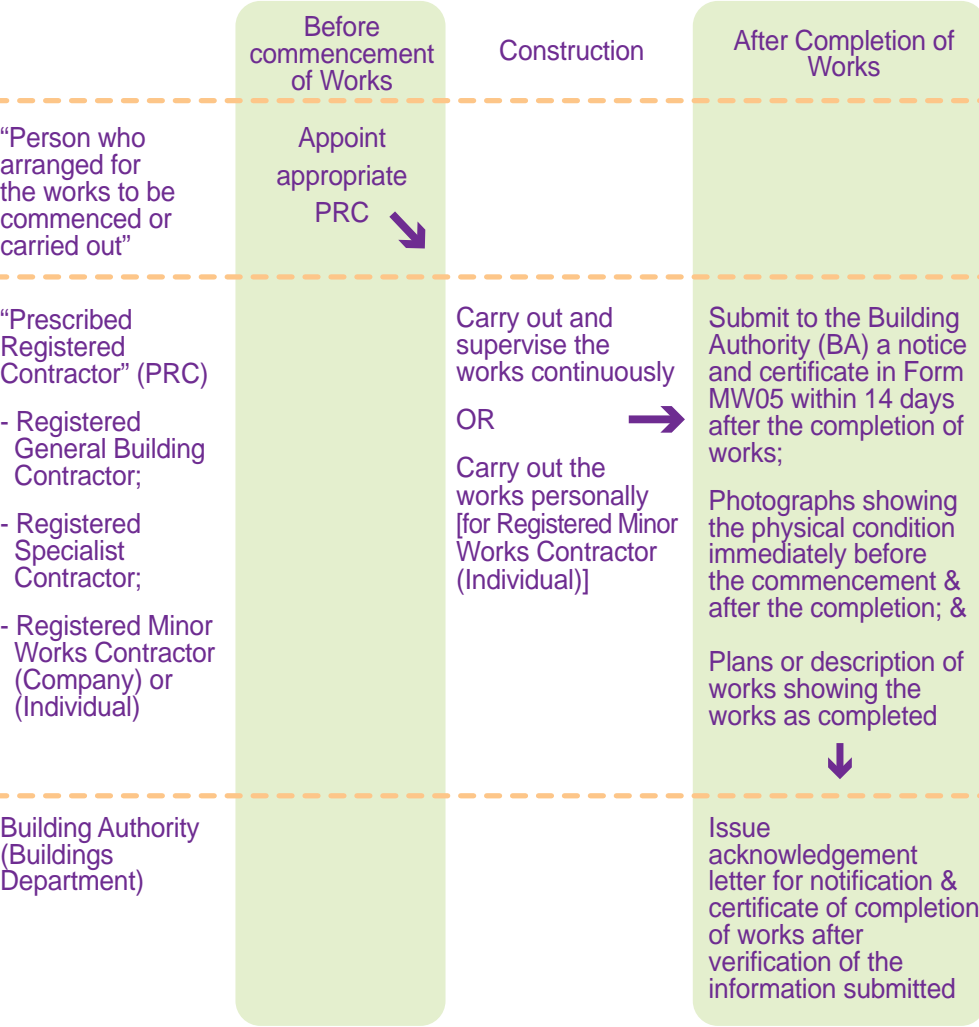 Before
commencement
of Works
Construction
After Completion of
Works
“Person who
arranged for
the works to be
commenced or
carried out”
Appoint
appropriate
PRC
“Prescribed
Registered
Contractor” (PRC)
- Registered
General Building
Contractor;
- Registered
Specialist
Contractor;
- Registered Minor
Works Contractor
(Company) or
(Individual)
Carry out and
supervise the
works continuously
OR
Carry out the
works personally
[for Registered Minor
Works Contractor
(Individual)]
Submit to the Building
Authority (BA) a notice
and certificate in Form
MW05 within 14 days
after the completion of
works;
Photographs showing
the physical condition
immediately before
the commencement &
after the completion; &
Plans or description of
works showing the
works as completed
Building Authority
(Buildings
Department)
Issue
acknowledgement
letter for notification &
certificate of completion
of works after
verification of the
information submitted